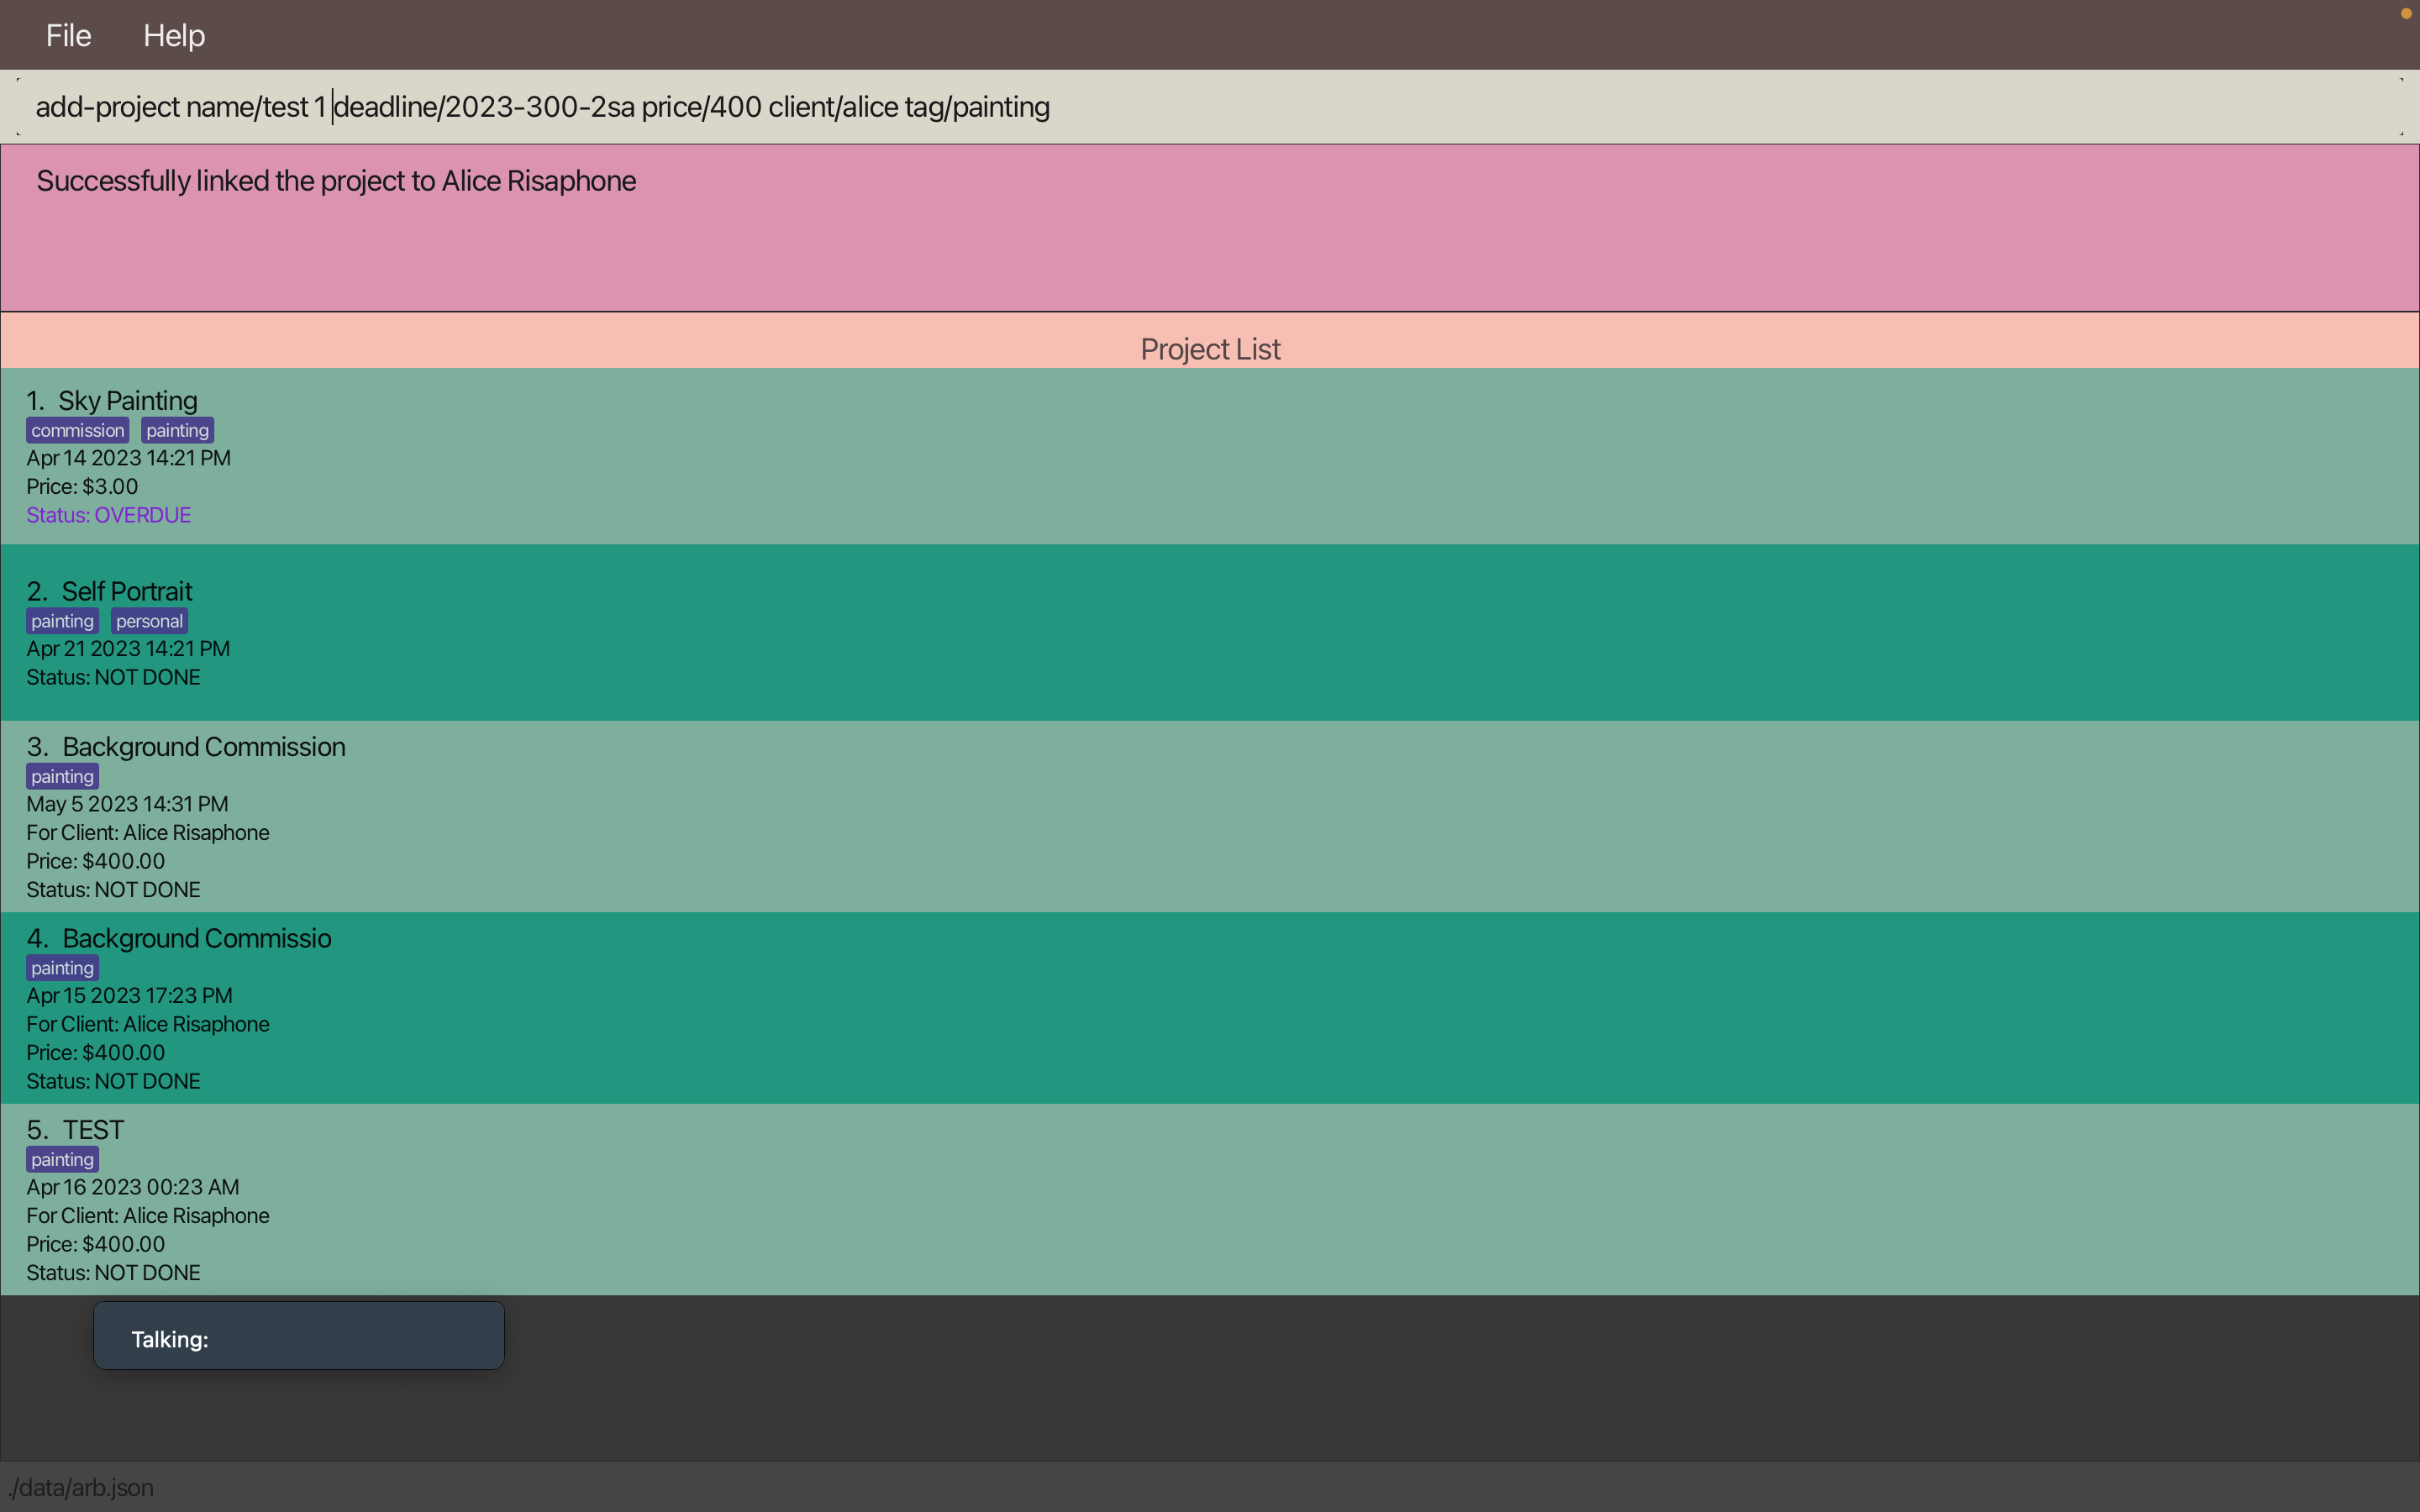 File Help
add-project name/test 1 deadline/2023-300-2sa price/400 client/alice tag/painting
Successfully linked the project to Alice Risaphone
Project List
1. Sky Painting
commission painting
Apr 14 2023 14:21 PM
Price: $3.00
Status: OVERDUE
2. Self Portrait
painting personal
Apr 21 2023 14:21 PM
Status: NOT DONE
3. Background Commission
painting
May 5 2023 14:31 PM
For Client: Alice Risaphone
Price: $400.00
Status: NOT DONE
4. Background Commissio
painting
Apr 15 2023 17:23 PM
For Client: Alice Risaphone
Price: $400.00
Status: NOT DONE
5. TEST
painting
Apr 16 2023 00:23 AM
For Client: Alice Risaphone
Price: $400.00
Status: NOT DONE
Talking:
./data/arb.json